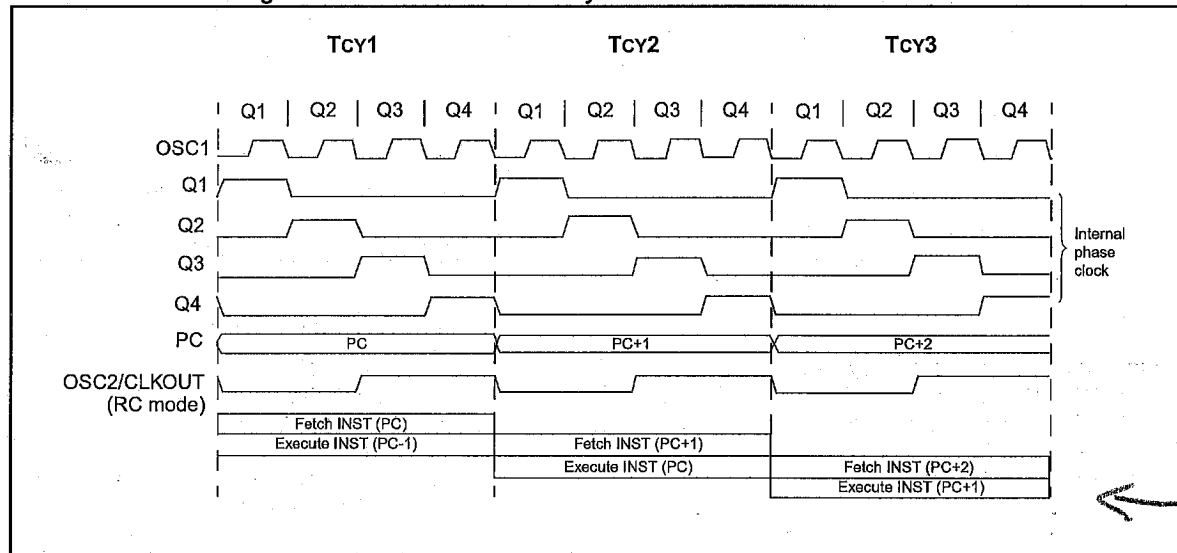 TCY1 TCY2 TCY3
Q1 Q2 Q3 Q4 Q1 Q2 Q3 Q4 Q1 Q2 Q3 Q4
OSC1
Q1
Q2
Q3
Q4
Internal
phase
clock
PC PC PC+1 PC+2
OSC2/CLKOUT
(RC mode)
Fetch INST (PC)
Execute INST (PC-1) Fetch INST (PC+1)
Execute INST (PC) Fetch INST (PC+2)
Execute INST (PC+1)